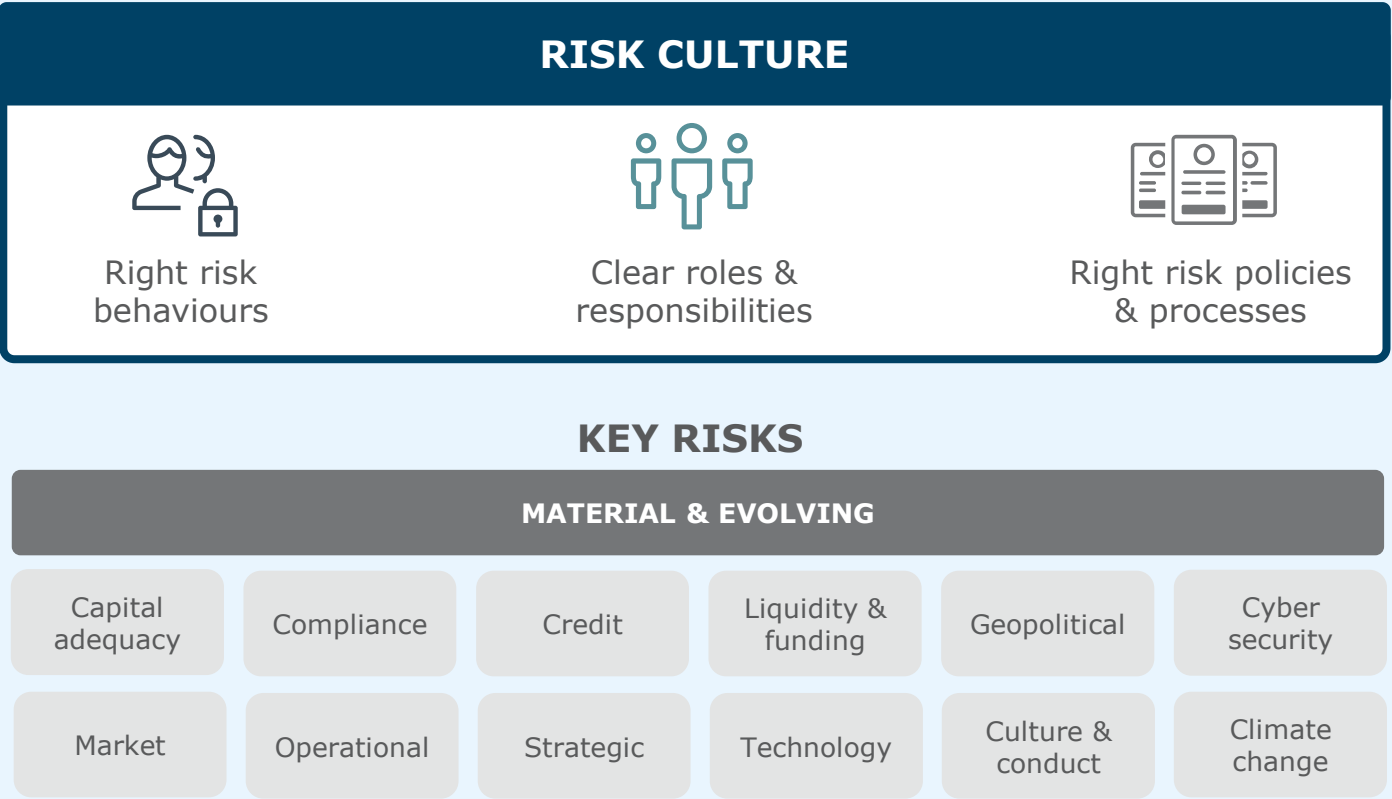 RISK CULTURE
Right risk
behaviours
Clear roles &
responsibilities
Right risk policies
& processes
KEY RISKS
MATERIAL & EVOLVING
Capital
adequacy
Compliance
Credit
Liquidity &
funding
Geopolitical
Cyber
security
Market
Operational
Strategic
Technology
Culture &
conduct
Climate
change